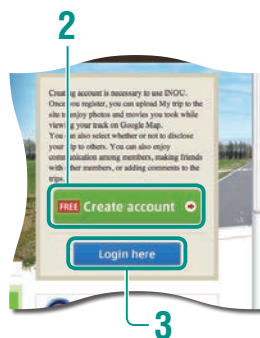 2
Creating account is necessary to use INOU.
Once you register, you can upload My trip to the
site to enjoy photos and movies you took while
viewing your track on Google Map.
You can also select whether or not to disclose
your trip to others. You can also enjoy
communication among members, making friends
with other members, or adding comments to the
trips.
FREE Create account
Login here
3